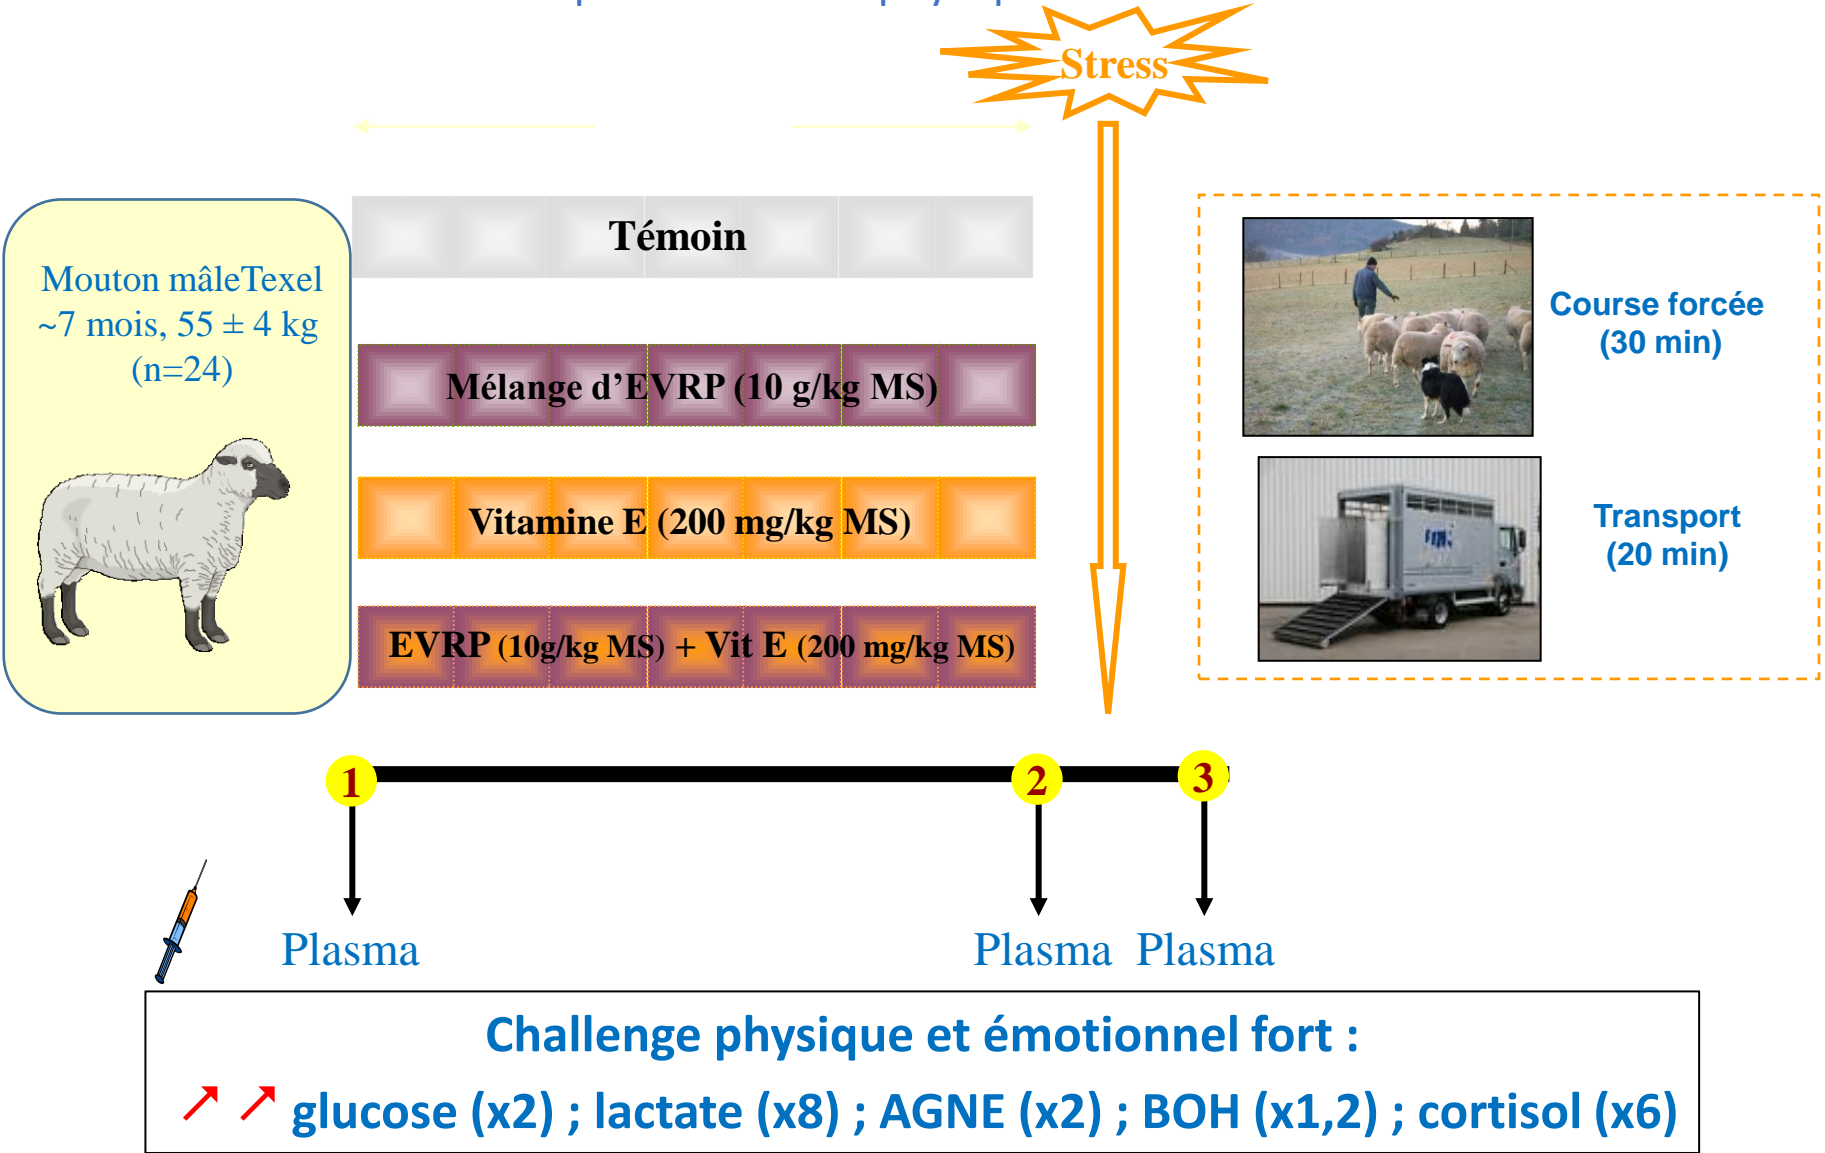 Stress
Témoin
Mouton mâleTexel
~7 mois, 55 ± 4 kg
(n=24)
Mélange d’EVRP (10 g/kg MS)
Vitamine E (200 mg/kg MS)
EVRP (10g/kg MS) + Vit E (200 mg/kg MS)
Course forcée
(30 min)
Transport
(20 min)
1
2
3
Plasma
Plasma
Plasma
Challenge physique et émotionnel fort :
glucose (x2) ; lactate (x8) ; AGNE (x2) ; BOH (x1,2) ; cortisol (x6)